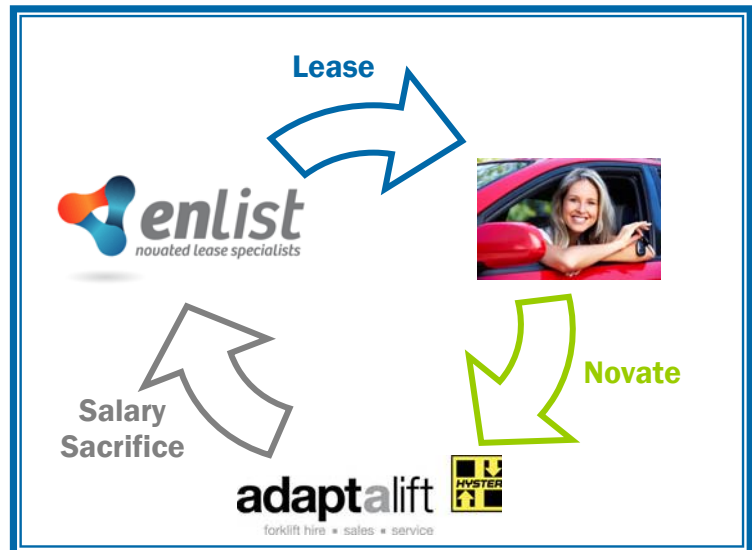 Lease
enlist
novated lease specialists
Novate
Salary
Sacrifice
adaptalift
HYSTER
forklift hire ▪ sales ▪ service